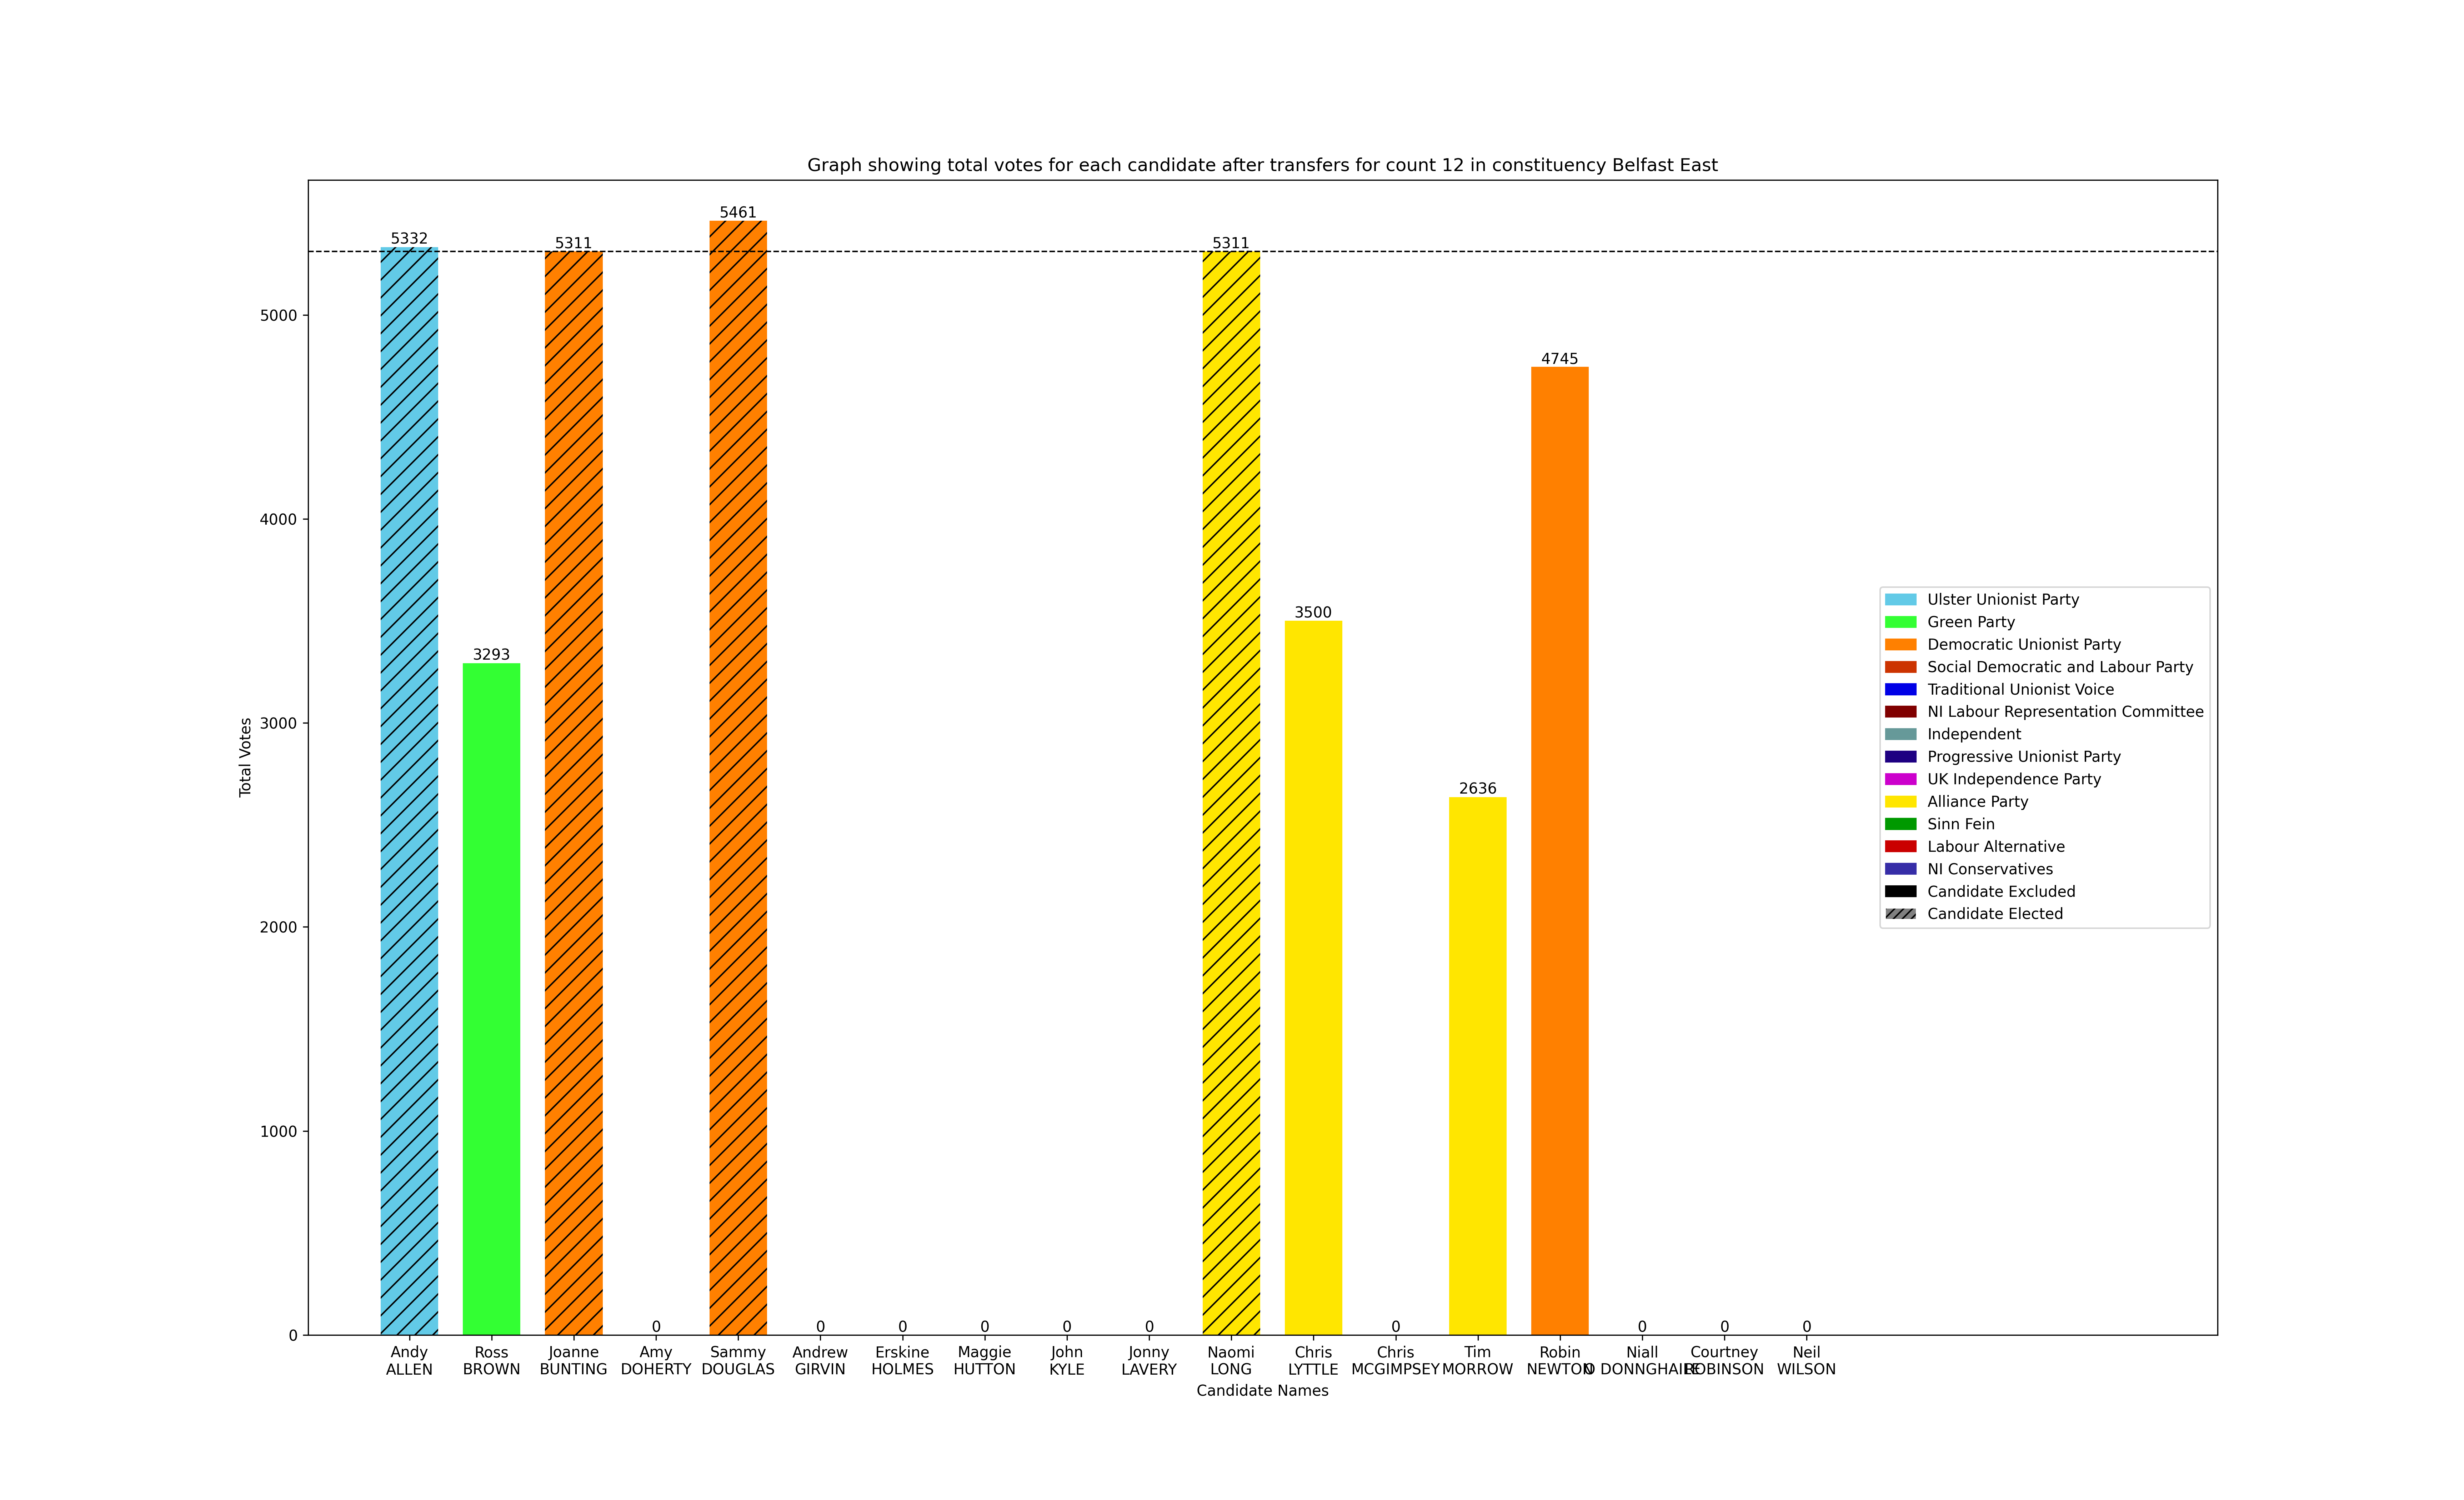 Graph showing total votes for each candidate after transfers for count 12 in constituency Belfast East
Total Votes
5000
4000
3000
2000
1000
0
5332
3293
5311
0
5461
0
0
0
0
0
5311
3500
0
2636
4745
0
0
0
Andy
ALLEN
Ross
BROWN
Joanne
BUNTING
Amy
DOHERTY
Sammy
DOUGLAS
Andrew
GIRVIN
Erskine
HOLMES
Maggie
HUTTON
John
KYLE
Jonny
LAVERY
Naomi
LONG
Chris
LYTTLE
Chris
MCGIMPSEY
Tim
MORROW
Robin
NEWTON
Niall
O DONNGHAILE
Courtney
ROBINSON
Neil
WILSON
Candidate Names
Ulster Unionist Party
Green Party
Democratic Unionist Party
Social Democratic and Labour Party
Traditional Unionist Voice
NI Labour Representation Committee
Independent
Progressive Unionist Party
UK Independence Party
Alliance Party
Sinn Fein
Labour Alternative
NI Conservatives
Candidate Excluded
Candidate Elected